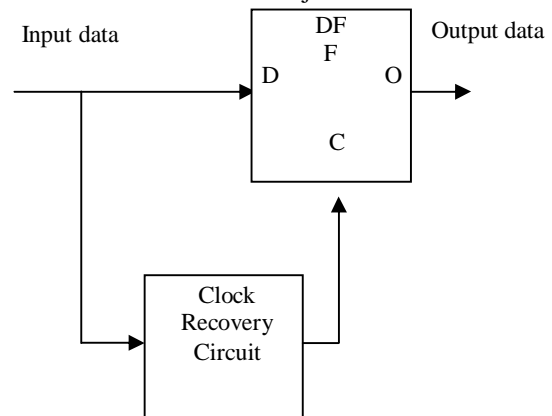 Input data
DF
F
Output data
D
O
C
Clock
Recovery
Circuit